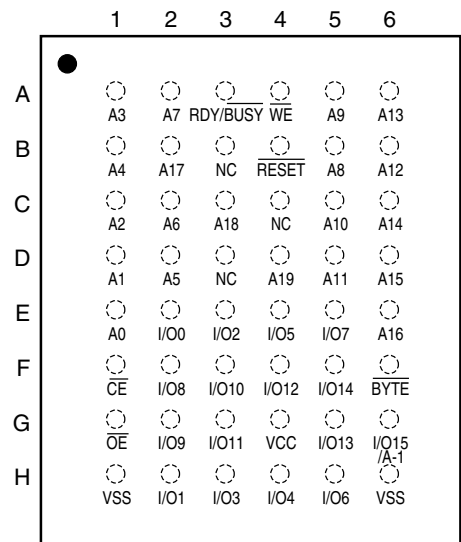 1 2 3 4 5 6
A
A3 A7 RDY/BUSY WE A9 A13
B
A4 A17 NC RESET A8 A12
C
A2 A6 A18 NC A10 A14
D
A1 A5 NC A19 A11 A15
E
A0 I/O0 I/O2 I/O5 I/O7 A16
F
CE I/O8 I/O10 I/O12 I/O14 BYTE
G
OE I/O9 I/O11 VCC I/O13 I/O15
/A-1
H
VSS I/O1 I/O3 I/O4 I/O6 VSS